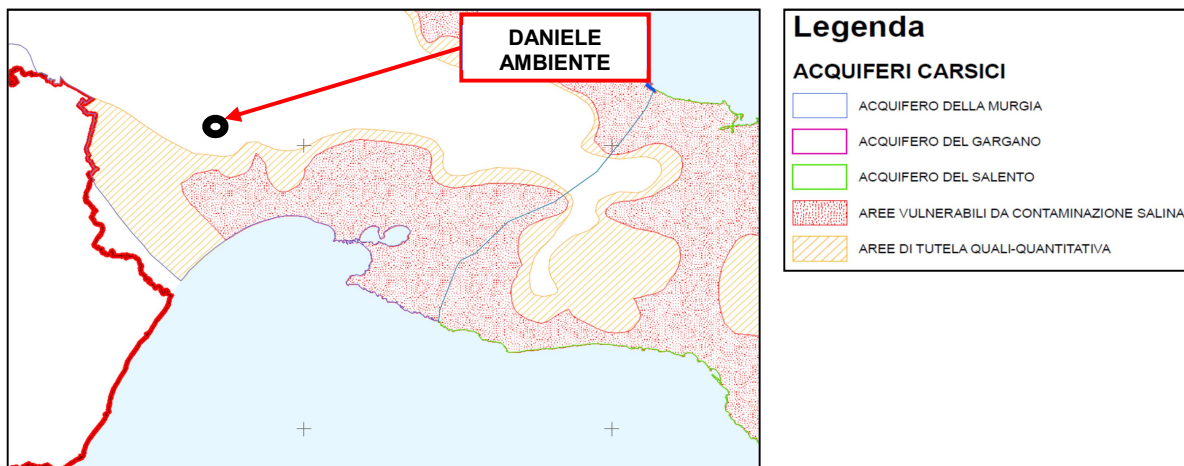 DANIELE
AMBIENTE
Legenda
ACQUIFERI CARSICI
ACQUIFERO DELLA MURGIA
ACQUIFERO DEL GARGANO
ACQUIFERO DEL SALENTO
AREE VULNERABILI DA CONTAMINAZIONE SALINA
AREE DI TUTELA QUALI-QUANTITATIVA